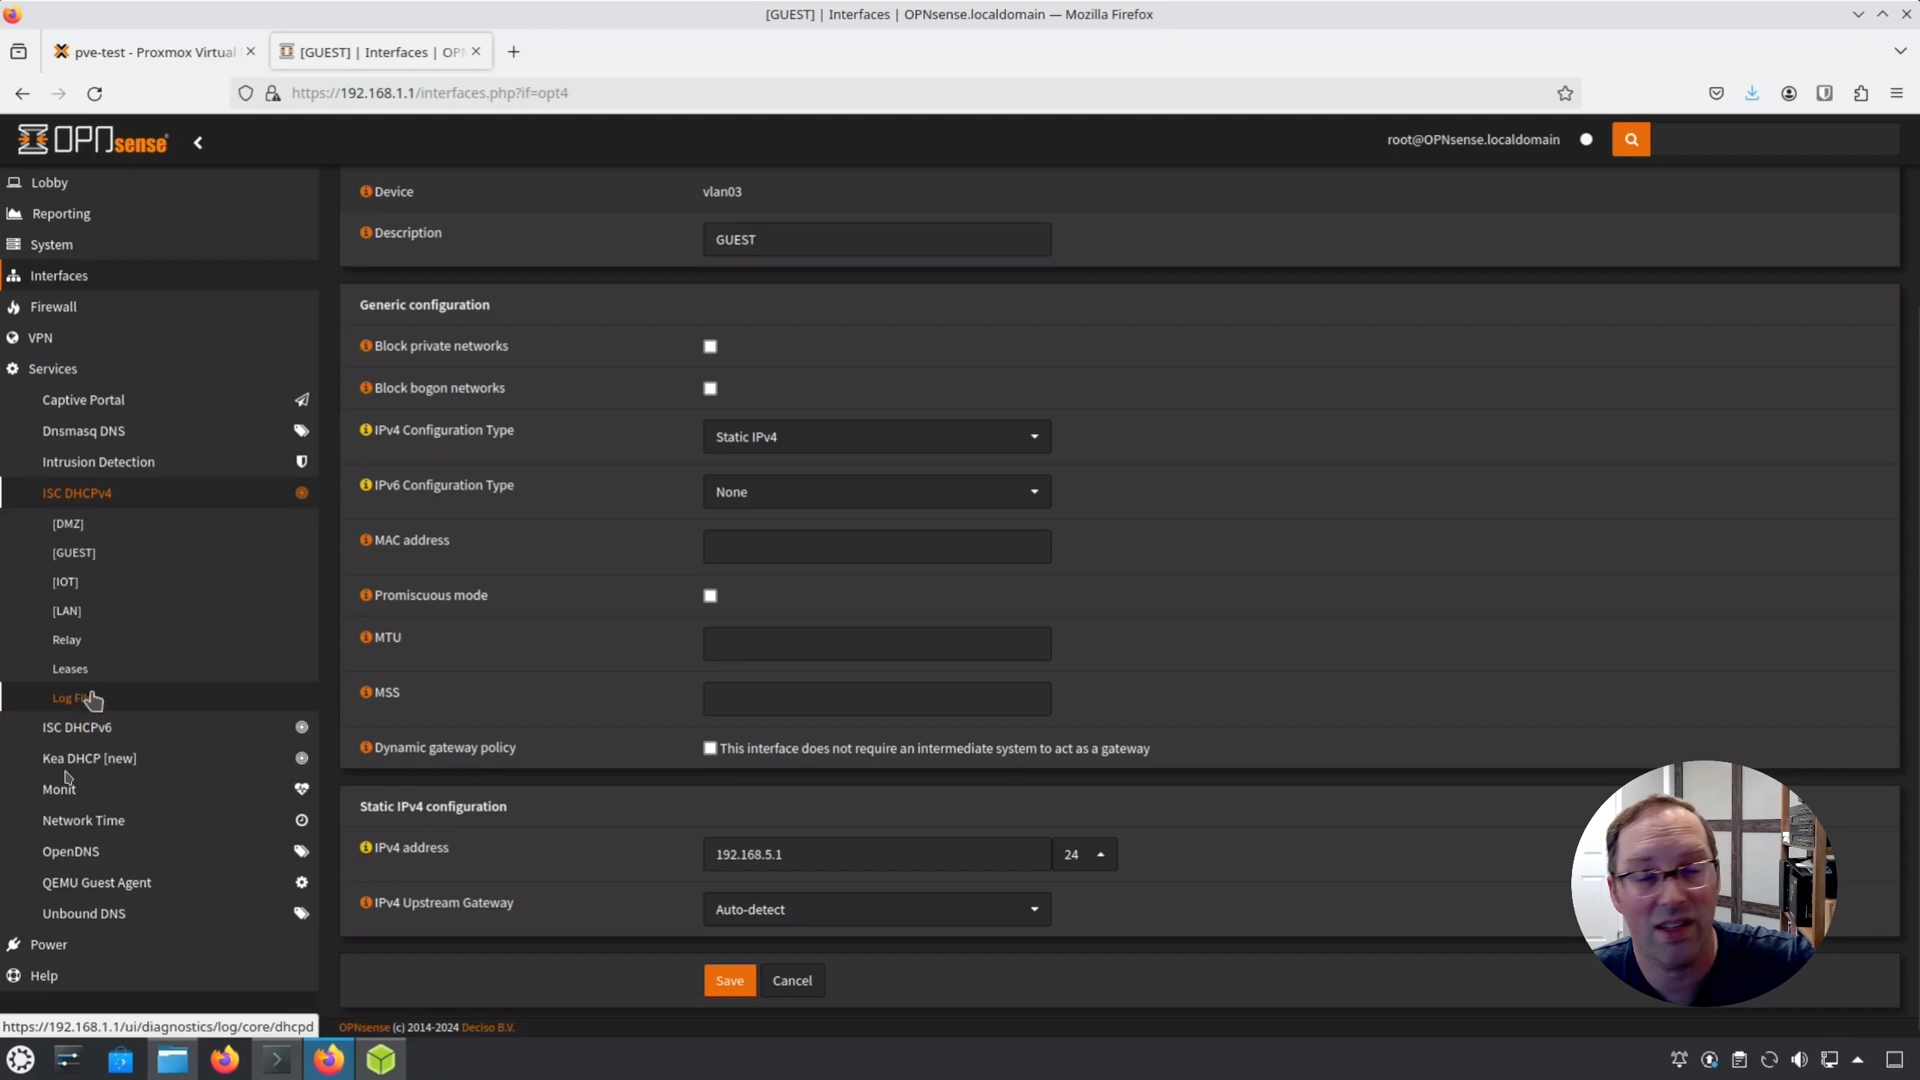 [GUEST] | Interfaces | OPNsense.localdomain — Mozilla Firefox
pve-test - Proxmox Virtual
[GUEST] | Interfaces | OPN
https://192.168.1.1/interfaces.php?if=opt4
OPNsense
root@OPNsense.localdomain
Lobby
Reporting
System
Interfaces
Firewall
VPN
Services
Captive Portal
Dnsmasq DNS
Intrusion Detection
ISC DHCPv4
[DMZ]
[GUEST]
[IOT]
[LAN]
Relay
Leases
Log
ISC DHCPv6
Kea DHCP [new]
Monit
Network Time
OpenDNS
QEMU Guest Agent
Unbound DNS
Power
Help
Device vlan03
Description GUEST
Generic configuration
Block private networks
Block bogon networks
IPv4 Configuration Type Static IPv4
IPv6 Configuration Type None
MAC address
Promiscuous mode
MTU
MSS
Dynamic gateway policy This interface does not require an intermediate system to act as a gateway
Static IPv4 configuration
IPv4 address 192.168.5.1 24
IPv4 Upstream Gateway Auto-detect
Save Cancel
https://192.168.1.1/ui/diagnostics/log/core/dhcpd
OPNsense (c) 2014-2024 Deciso B.V.